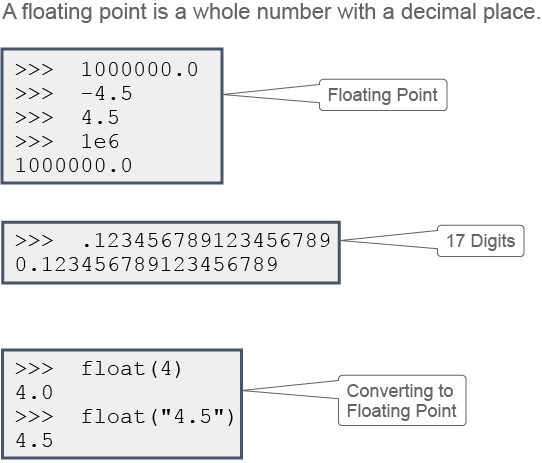 A floating point is a whole number with a decimal place.
>>> 1000000.0
>>> -4.5
>>> 4.5
>>> 1e6
1000000.0
Floating Point
>>> .123456789123456789
0.123456789123456789
17 Digits
>>> float(4)
4.0
>>> float("4.5")
4.5
Converting to
Floating Point